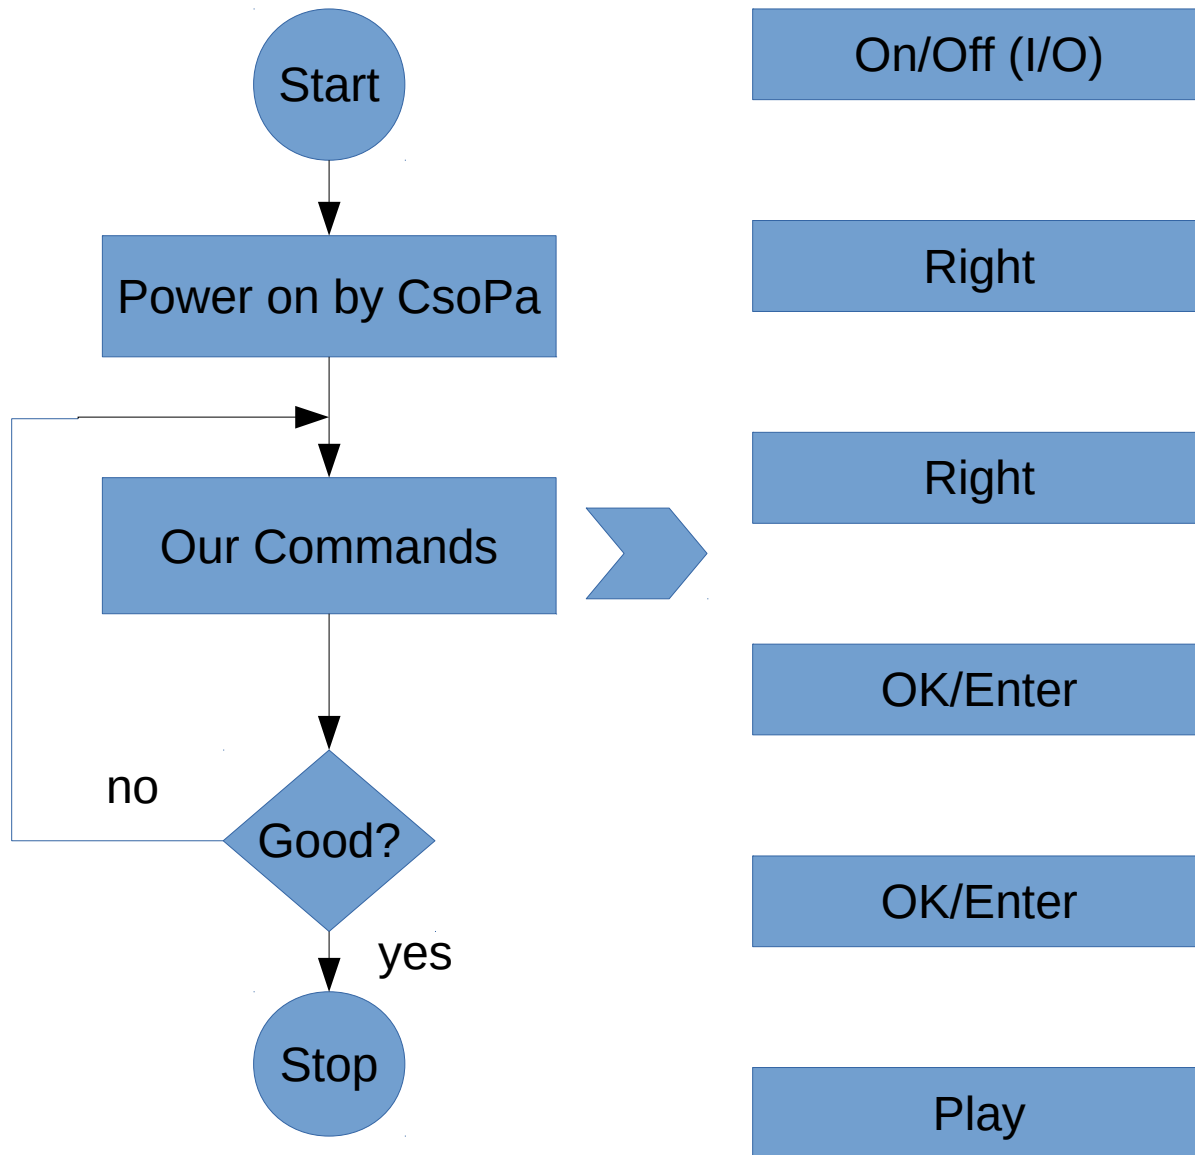 Start
Power on by CsoPa
Our Commands
no
Good?
yes
Stop
On/Off (I/O)
Right
Right
OK/Enter
OK/Enter
Play